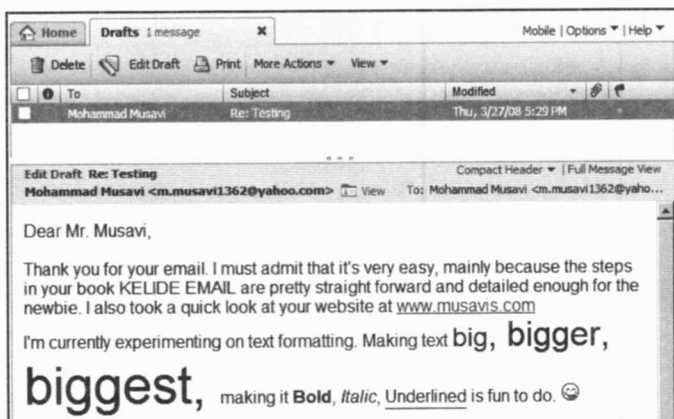 Home Drafts 1 message Mobile | Options | Help
Delete Edit Draft Print More Actions View
To Subject Modified
Mohammad Musavi Re: Testing Thu, 3/27/08 5:29 PM
Edit Draft Re: Testing Compact Header | Full Message View
Mohammad Musavi <m.musavi1362@yahoo.com> View To: Mohammad Musavi <m.musavi1362@yaho...
Dear Mr. Musavi,
Thank you for your email. I must admit that it's very easy, mainly because the steps
in your book KELIDE EMAIL are pretty straight forward and detailed enough for the
newbie. I also took a quick look at your website at www.musavis.com
I'm currently experimenting on text formatting. Making text big, bigger,
biggest, making it Bold, Italic, Underlined is fun to do.